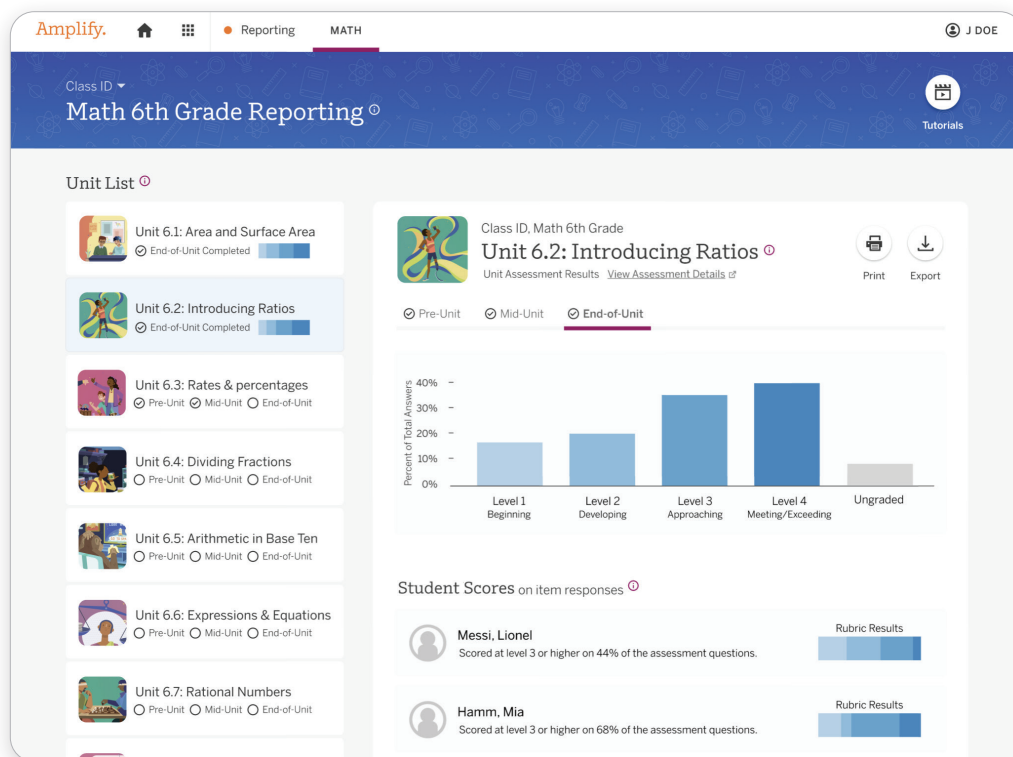 Amplify.
Reporting
MATH
J DOE
Class ID
Math 6th Grade Reporting
Tutorials
Unit List
Unit 6.1: Area and Surface Area
End-of-Unit Completed
Unit 6.2: Introducing Ratios
End-of-Unit Completed
Unit 6.3: Rates & percentages
Pre-Unit Mid-Unit End-of-Unit
Unit 6.4: Dividing Fractions
Pre-Unit Mid-Unit End-of-Unit
Unit 6.5: Arithmetic in Base Ten
Pre-Unit Mid-Unit End-of-Unit
Unit 6.6: Expressions & Equations
Pre-Unit Mid-Unit End-of-Unit
Unit 6.7: Rational Numbers
Pre-Unit Mid-Unit End-of-Unit
Class ID, Math 6th Grade
Unit 6.2: Introducing Ratios
Unit Assessment Results View Assessment Details
Print
Export
Pre-Unit
Mid-Unit
End-of-Unit
Percent of Total Answers
40%
30%
20%
10%
0%
Level 1
Beginning
Level 2
Developing
Level 3
Approaching
Level 4
Meeting/Exceeding
Ungraded
Student Scores on item responses
Messi, Lionel
Scored at level 3 or higher on 44% of the assessment questions.
Rubric Results
Hamm, Mia
Scored at level 3 or higher on 68% of the assessment questions.
Rubric Results